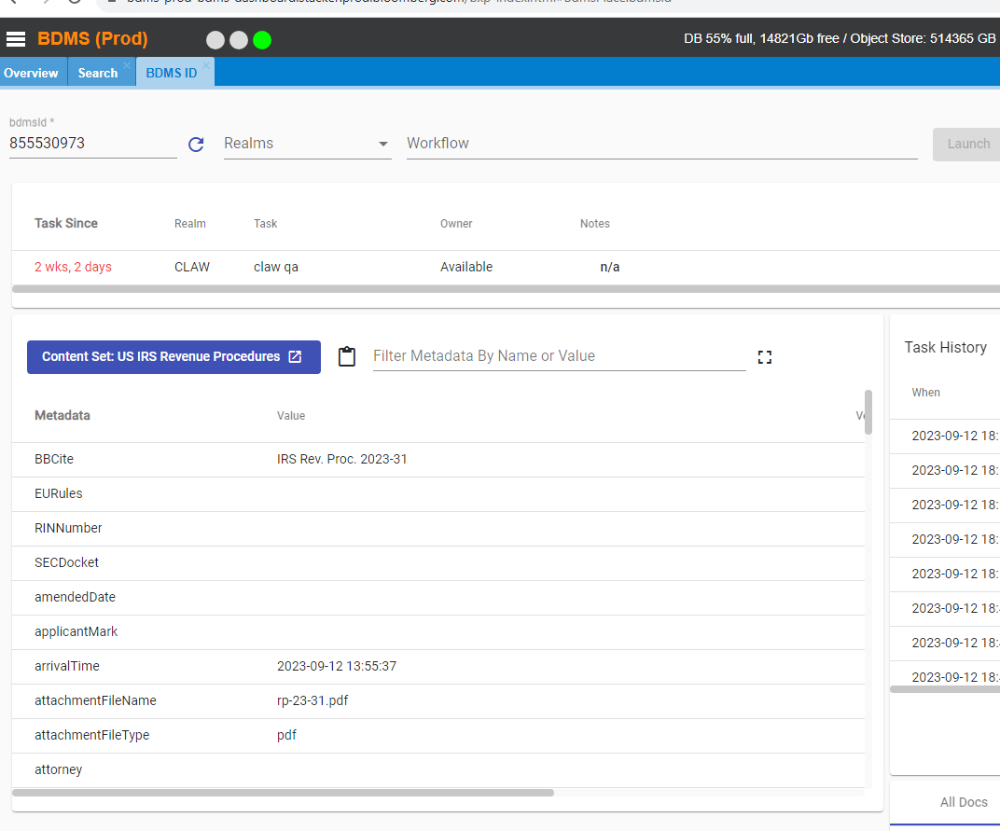 BDMS (Prod)
DB 55% full, 14821Gb free / Object Store: 514365 GB
Overview
Search
BDMS ID
bdmsId *
855530973
Realms
Workflow
Launch
Task Since Realm Task Owner Notes
2 wks, 2 days CLAW claw qa Available n/a
Content Set: US IRS Revenue Procedures
Filter Metadata By Name or Value
Metadata Value
BBCite IRS Rev. Proc. 2023-31
EURules
RINNumber
SECDocket
amendedDate
applicantMark
arrivalTime 2023-09-12 13:55:37
attachmentFileName rp-23-31.pdf
attachmentFileType pdf
attorney
Task History
When
2023-09-12 18:
2023-09-12 18:
2023-09-12 18:
2023-09-12 18:
2023-09-12 18:
2023-09-12 18:
2023-09-12 18:
2023-09-12 18:
All Docs